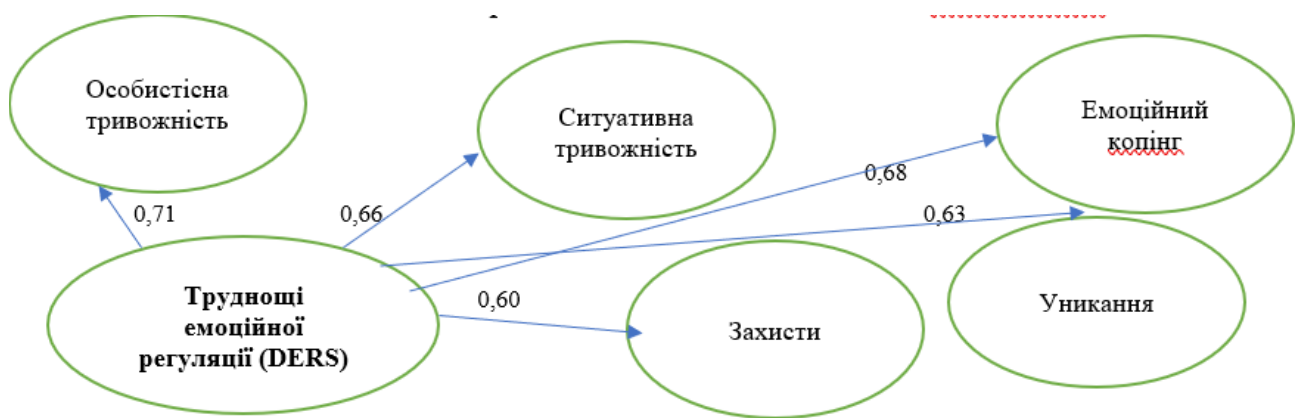 Особистісна
тривожність
Ситуативна
тривожність
Емоційний
копінг
0,68
0,71
0,66
0,63
Труднощі
емоційної
регуляції (DERS)
0,60
Захисти
Уникання